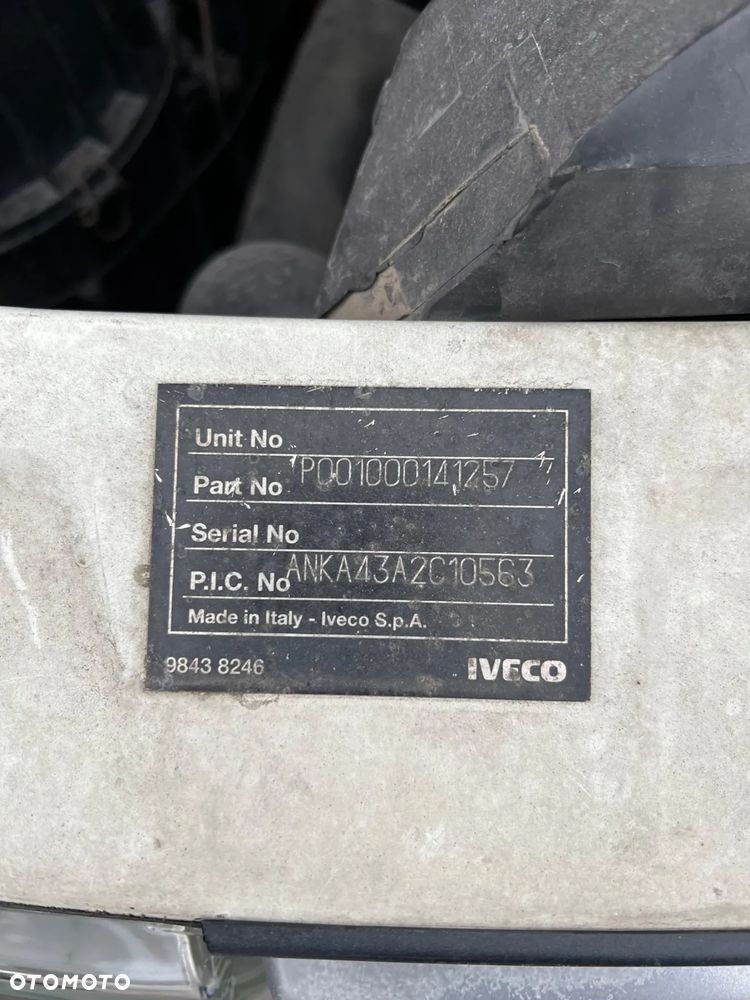 Unit No
Part No P001000141257
Serial No
P.I.C. No ANKA43A2C10563
Made in Italy - Iveco S.p.A.
9843 8246 IVECO
OTOMOTO